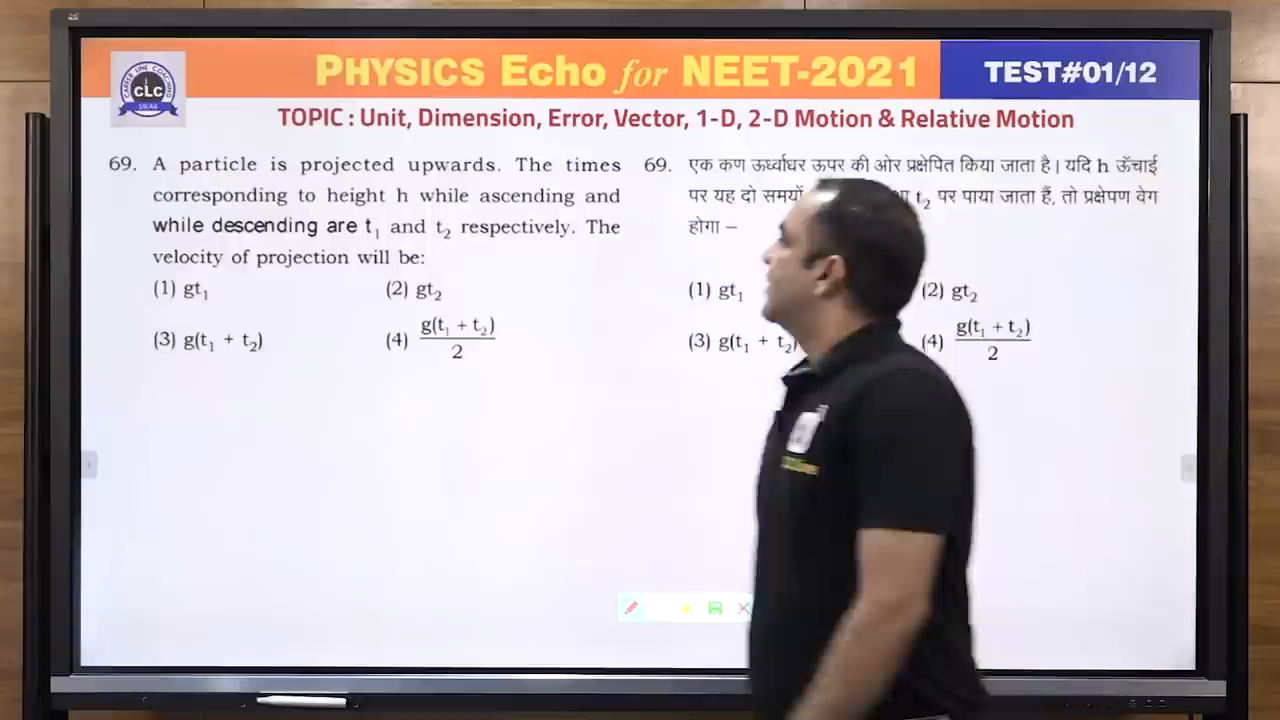 PHYSICS Echo for NEET-2021
TEST#01/12
CLC
TOPIC : Unit, Dimension, Error, Vector, 1-D, 2-D Motion & Relative Motion
69. A particle is projected upwards. The times
corresponding to height h while ascending and
while descending are t₁ and t₂ respectively. The
velocity of projection will be:
(1) gt₁ (2) gt₂
(3) g(t₁ + t₂) (4) g(t₁ + t₂)/2
69. एक कण ऊर्ध्वाधर ऊपर की ओर प्रक्षेपित किया जाता है। यदि h ऊँचाई
पर यह दो समयों t₂ पर पाया जाता हैं, तो प्रक्षेपण वेग
होगा –
(1) gt₁ (2) gt₂
(3) g(t₁ + t₂) (4) g(t₁ + t₂)/2